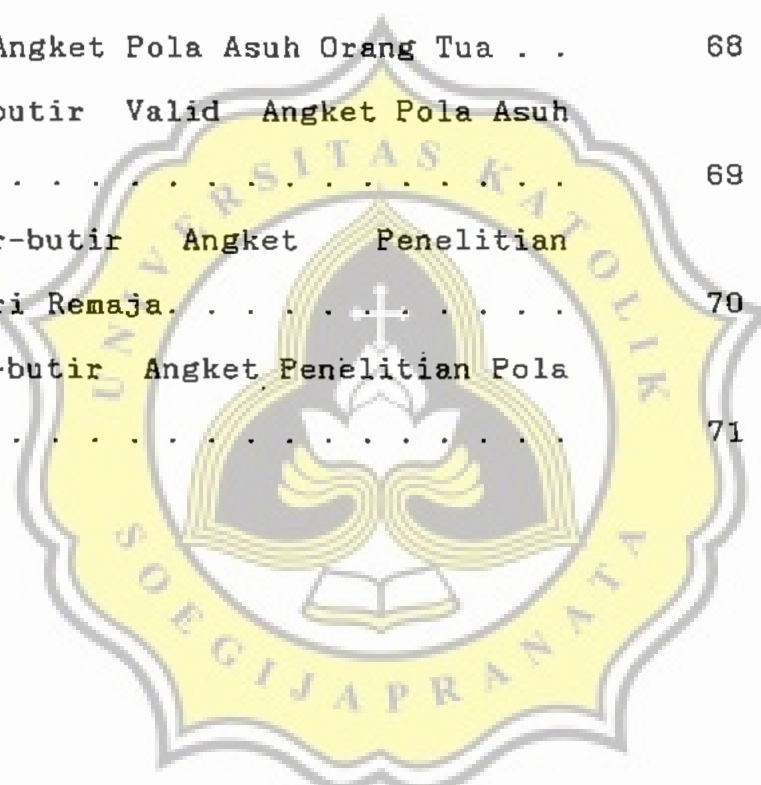 Angket Pola Asuh Orang Tua . . 68
butir Valid Angket Pola Asuh
. . . . . . . . . . . . . . . 69
-butir Angket Penelitian
ri Remaja. . . . . . . . . . . 70
-butir Angket Penelitian Pola
. . . . . . . . . . . . . . . 71
UNIVERSITAS KATOLIK
SOEGIJAPRANATA